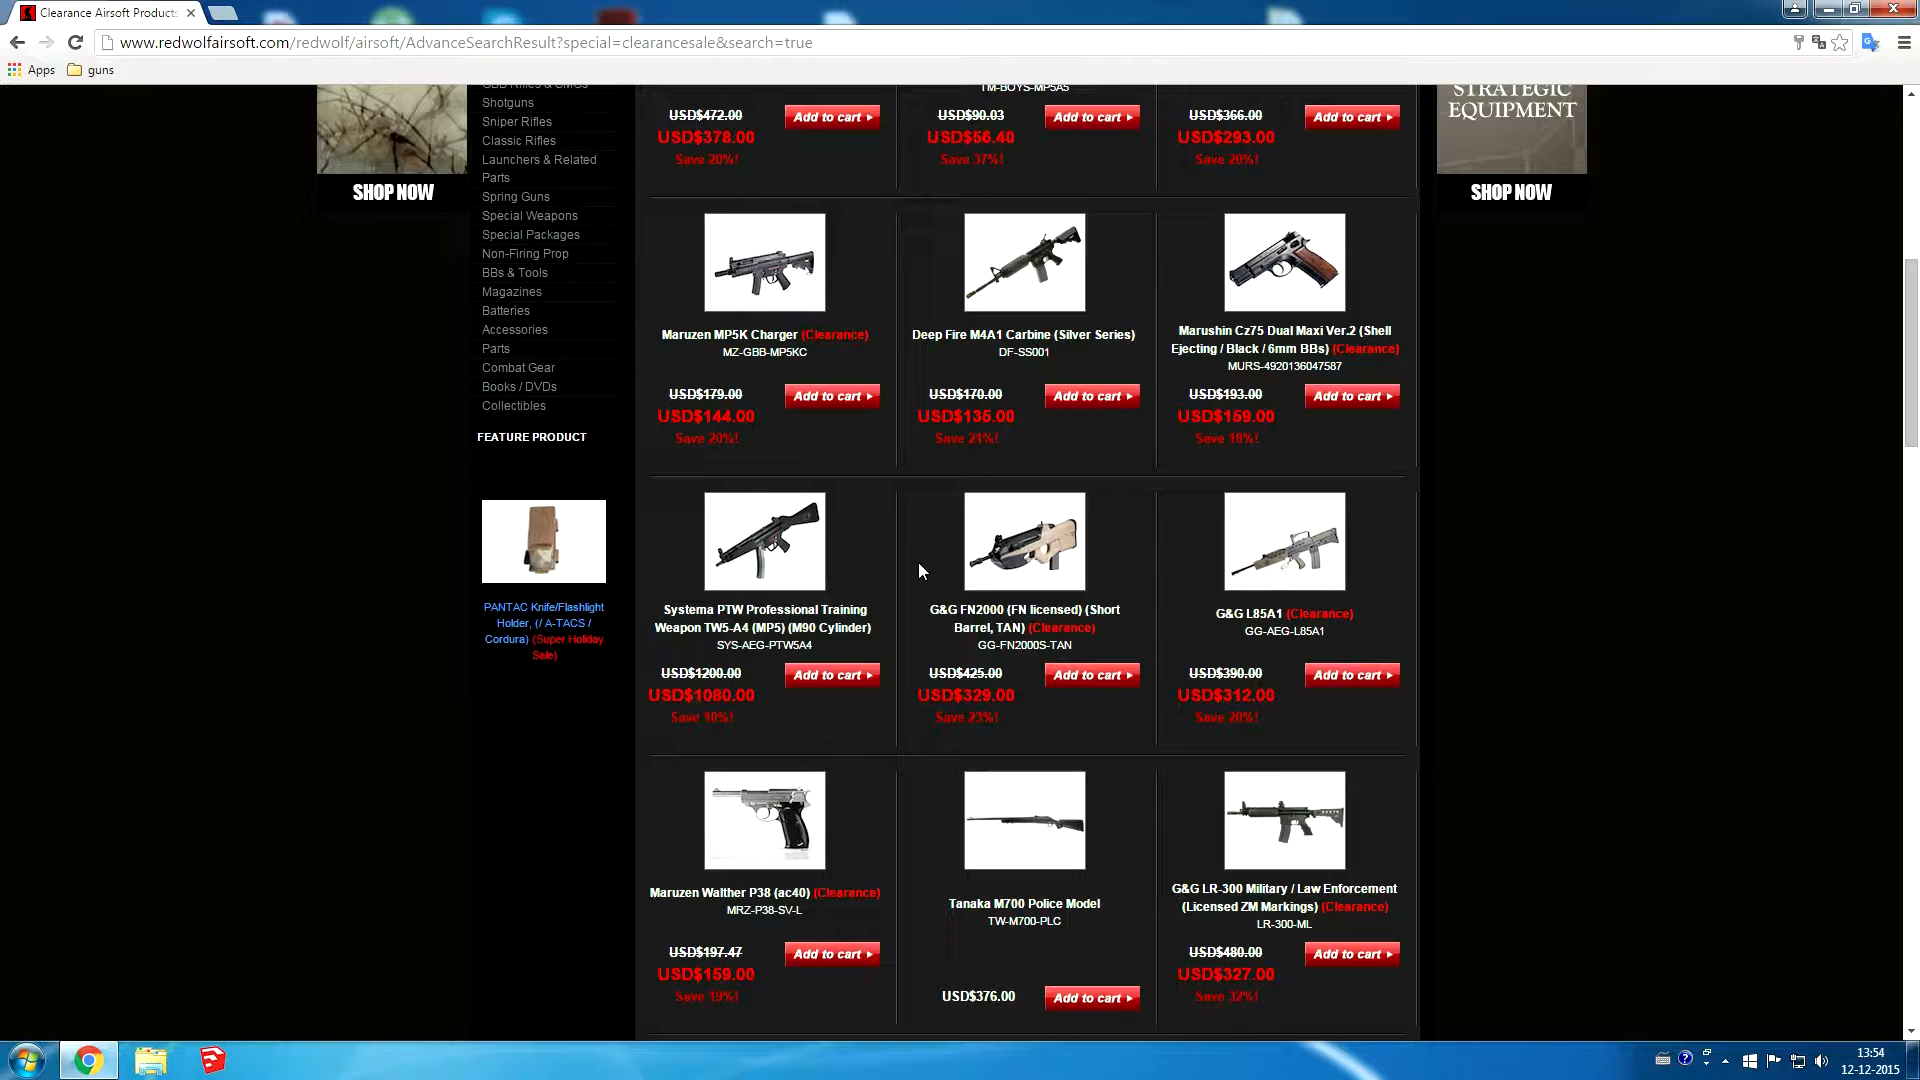 Clearance Airsoft Products
www.redwolfairsoft.com/redwolf/airsoft/AdvanceSearchResult?special=clearancesale&search=true
Apps
guns
SHOP NOW
GBB Rifles & SMGs
Shotguns
Sniper Rifles
Classic Rifles
Launchers & Related
Parts
Spring Guns
Special Weapons
Special Packages
Non-Firing Prop
BBs & Tools
Magazines
Batteries
Accessories
Parts
Combat Gear
Books / DVDs
Collectibles
FEATURE PRODUCT
PANTAC Knife/Flashlight
Holder, (/ A-TACS /
Cordura) (Super Holiday
Sale)
USD$472.00
Add to cart
USD$378.00
Save 20%!
TM-BOYS-MP5A5
USD$90.03
Add to cart
USD$56.40
Save 37%!
USD$366.00
Add to cart
USD$293.00
Save 20%!
Maruzen MP5K Charger (Clearance)
MZ-GBB-MP5KC
USD$179.00
Add to cart
USD$144.00
Save 20%!
Deep Fire M4A1 Carbine (Silver Series)
DF-SS001
USD$170.00
Add to cart
USD$135.00
Save 21%!
Marushin Cz75 Dual Maxi Ver.2 (Shell
Ejecting / Black / 6mm BBs) (Clearance)
MURS-4920136047587
USD$193.00
Add to cart
USD$159.00
Save 18%!
Systema PTW Professional Training
Weapon TW5-A4 (MP5) (M90 Cylinder)
SYS-AEG-PTW5A4
USD$1200.00
Add to cart
USD$1080.00
Save 10%!
G&G FN2000 (FN licensed) (Short
Barrel, TAN) (Clearance)
GG-FN2000S-TAN
USD$425.00
Add to cart
USD$329.00
Save 23%!
G&G L85A1 (Clearance)
GG-AEG-L85A1
USD$390.00
Add to cart
USD$312.00
Save 20%!
Maruzen Walther P38 (ac40) (Clearance)
MRZ-P38-SV-L
USD$197.47
Add to cart
USD$159.00
Save 19%!
Tanaka M700 Police Model
TW-M700-PLC
USD$376.00
Add to cart
G&G LR-300 Military / Law Enforcement
(Licensed ZM Markings) (Clearance)
LR-300-ML
USD$480.00
Add to cart
USD$327.00
Save 32%!
STRATEGIC
EQUIPMENT
SHOP NOW
13:54
12-12-2015